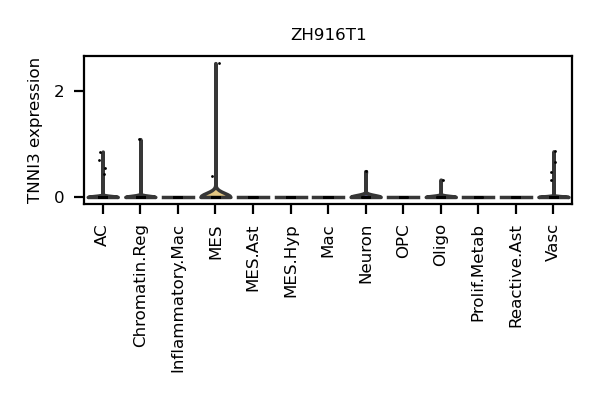 ZH916T1
TNNI3 expression
2
0
AC
Chromatin.Reg
Inflammatory.Mac
MES
MES.Ast
MES.Hyp
Mac
Neuron
OPC
Oligo
Prolif.Metab
Reactive.Ast
Vasc